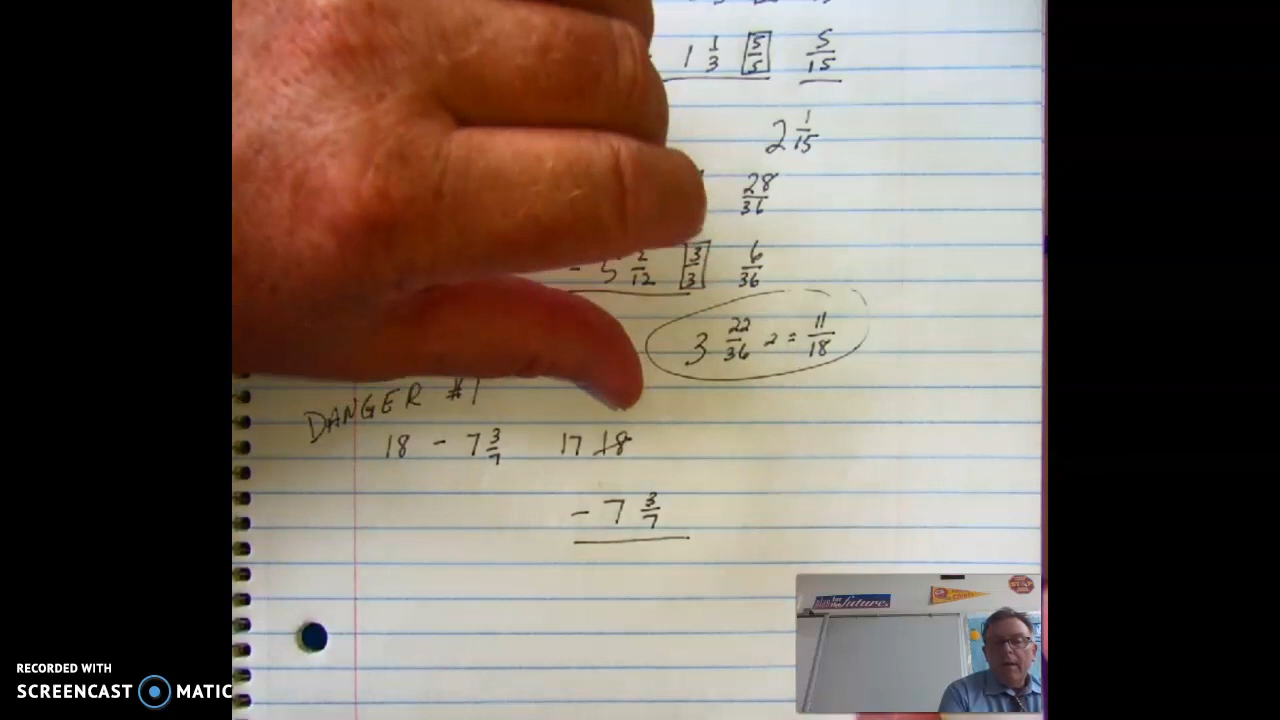 1 1/3 5/5 5/15
2 1/15
28/36
- 5 2/12 3/3 6/36
3 22/36 2 = 11/18
DANGER #1
18 - 7 3/7 17 18
- 7 3/7
the future
RECORDED WITH
SCREENCAST MATIC